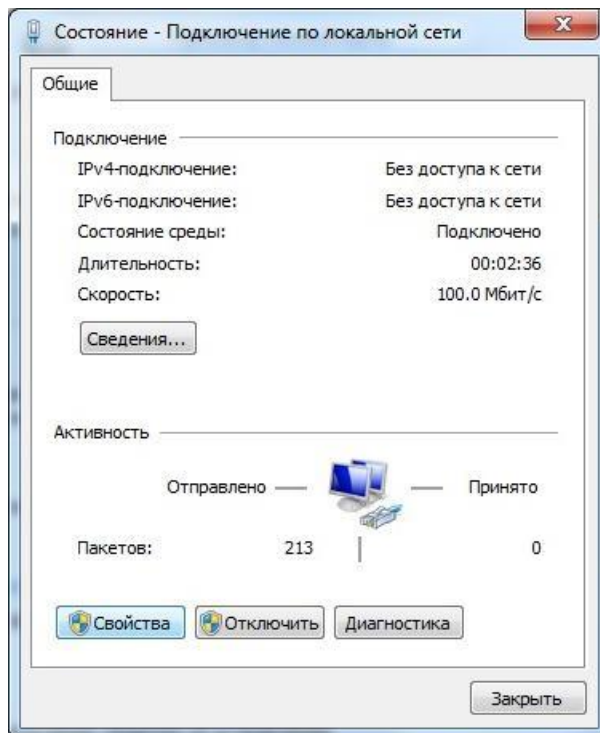 Состояние - Подключение по локальной сети
Общие
Подключение
IPv4-подключение: Без доступа к сети
IPv6-подключение: Без доступа к сети
Состояние среды: Подключено
Длительность: 00:02:36
Скорость: 100.0 Мбит/с
Сведения...
Активность
Отправлено — — Принято
Пакетов: 213 0
Свойства Отключить Диагностика
Закрыть